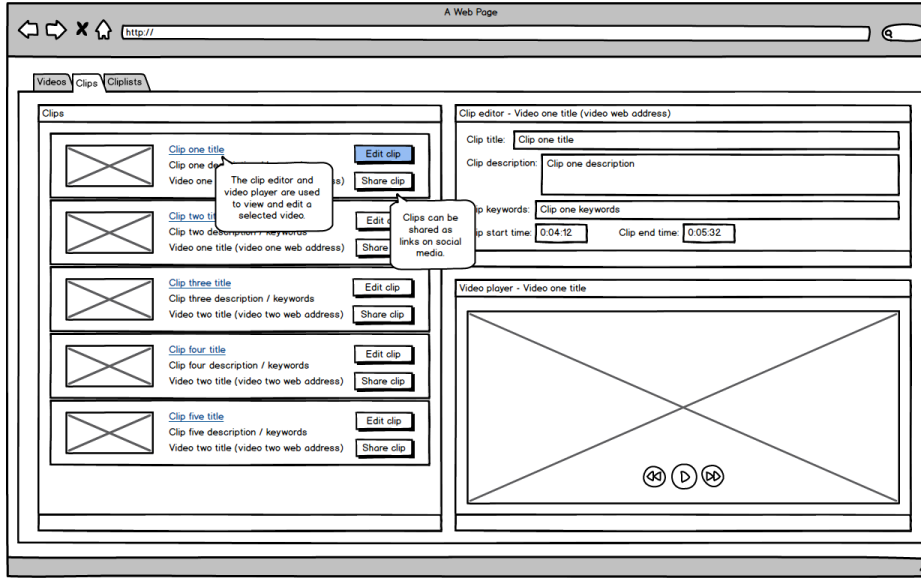 A Web Page
http://
Videos Clips Cliplists
Clips
Clip one title
Clip one
Video one
Edit clip
Share clip
The clip editor and
video player are used
to view and edit a
selected video.
Clips can be
shared as
links on social
media.
Clip two
Clip two description / keywords
Video one title (video one web address)
Edit
Share
Clip three title
Clip three description / keywords
Video two title (video two web address)
Edit clip
Share clip
Clip four title
Clip four description / keywords
Video two title (video two web address)
Edit clip
Share clip
Clip five title
Clip five description / keywords
Video two title (video two web address)
Edit clip
Share clip
Clip editor - Video one title (video web address)
Clip title: Clip one title
Clip description: Clip one description
keywords: Clip one keywords
start time: 0:04:12 Clip end time: 0:05:32
Video player - Video one title